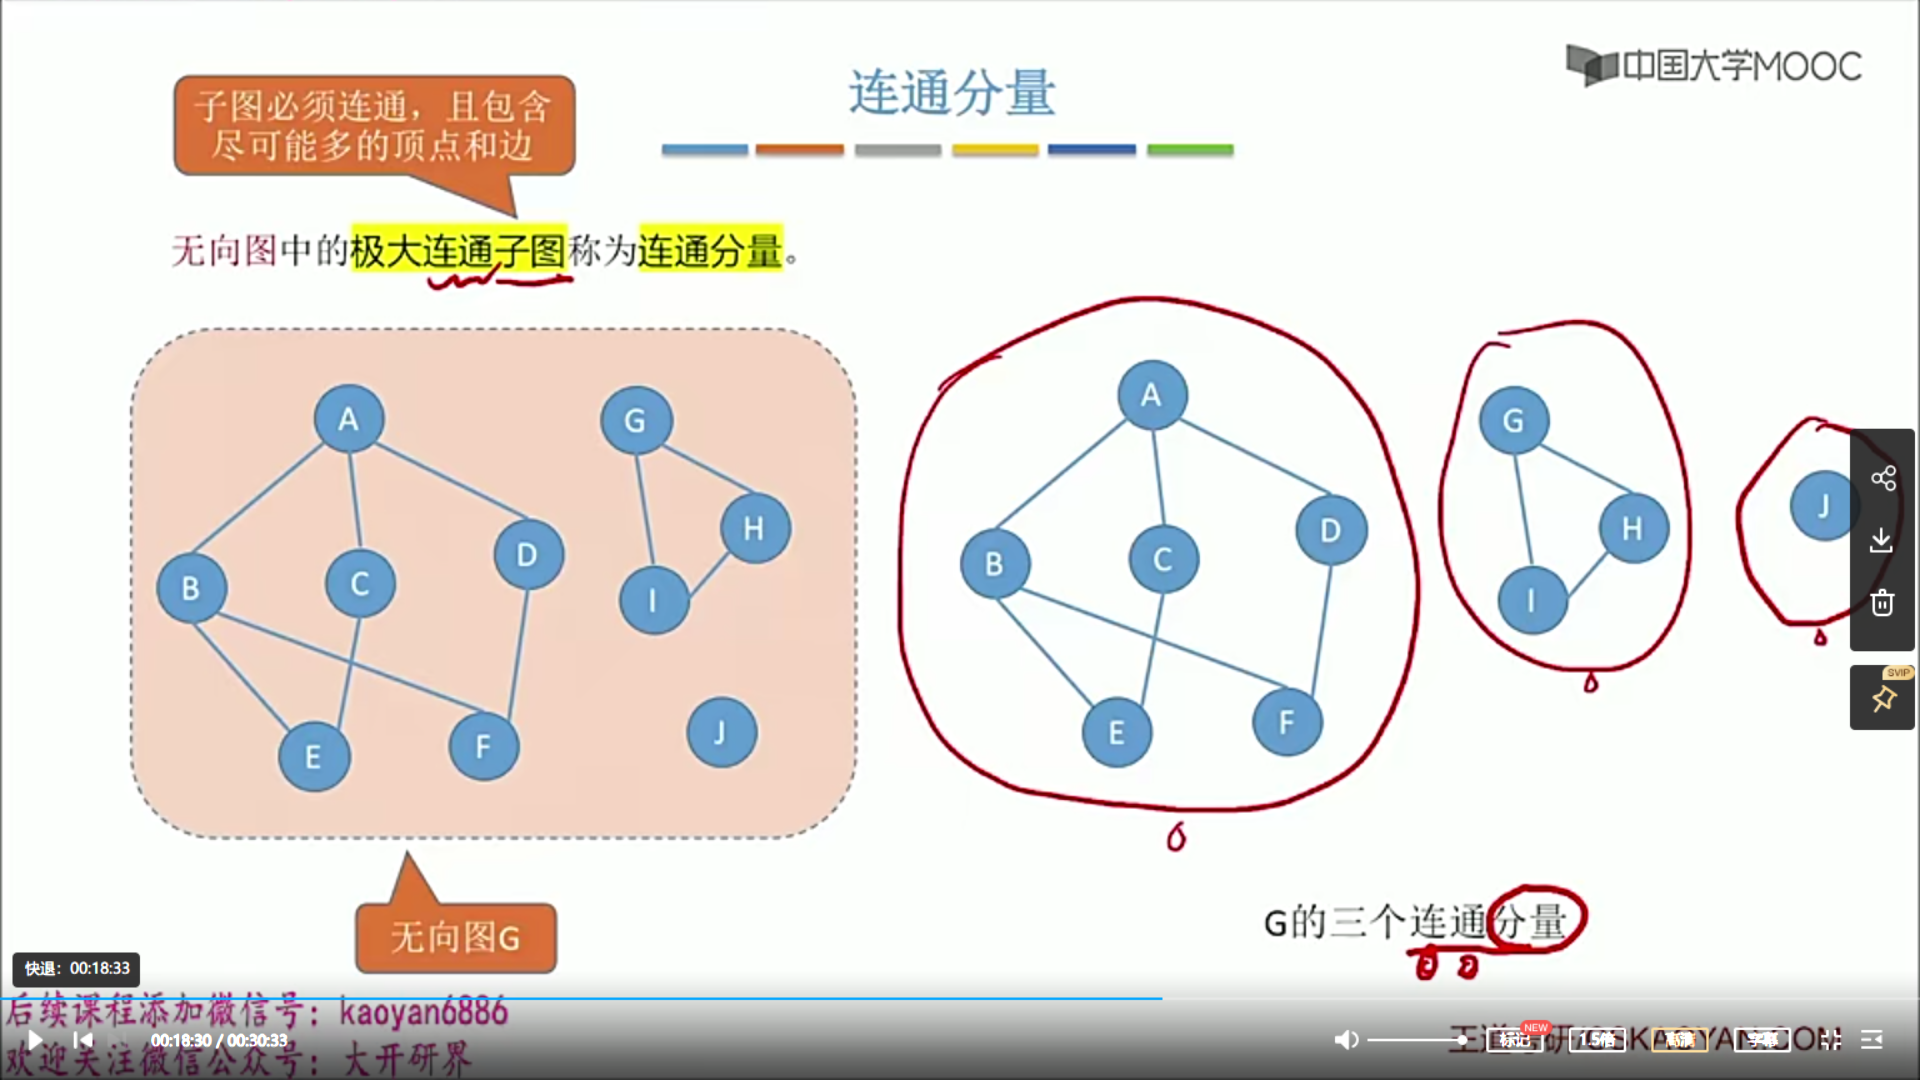 中国大学MOOC
连通分量
子图必须连通，且包含
尽可能多的顶点和边
无向图中的极大连通子图称为连通分量。
A
B
C
D
E
F
G
H
I
J
A
B
C
D
E
F
G
H
I
J
SVIP
无向图G
G的三个连通分量
快退：00:18:33
后续课程添加微信号：kaoyan6886
00:18:30 / 00:30:33
NEW
标记
1.5倍
高清
字幕
欢迎关注微信公众号：大开研界